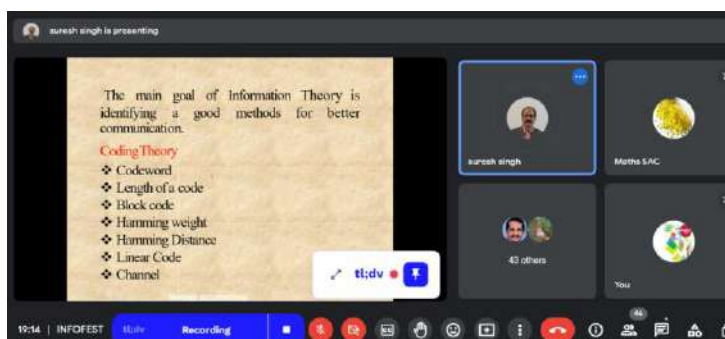 suresh singh is presenting
The main goal of Information Theory is
identifying a good methods for better
communication.
Coding Theory
❖ Codeword
❖ Length of a code
❖ Block code
❖ Hamming weight
❖ Hamming Distance
❖ Linear Code
❖ Channel
tl;dv
suresh singh
Maths SAC
43 others
You
19:14 | INFOFEST
tl;dv Recording
46